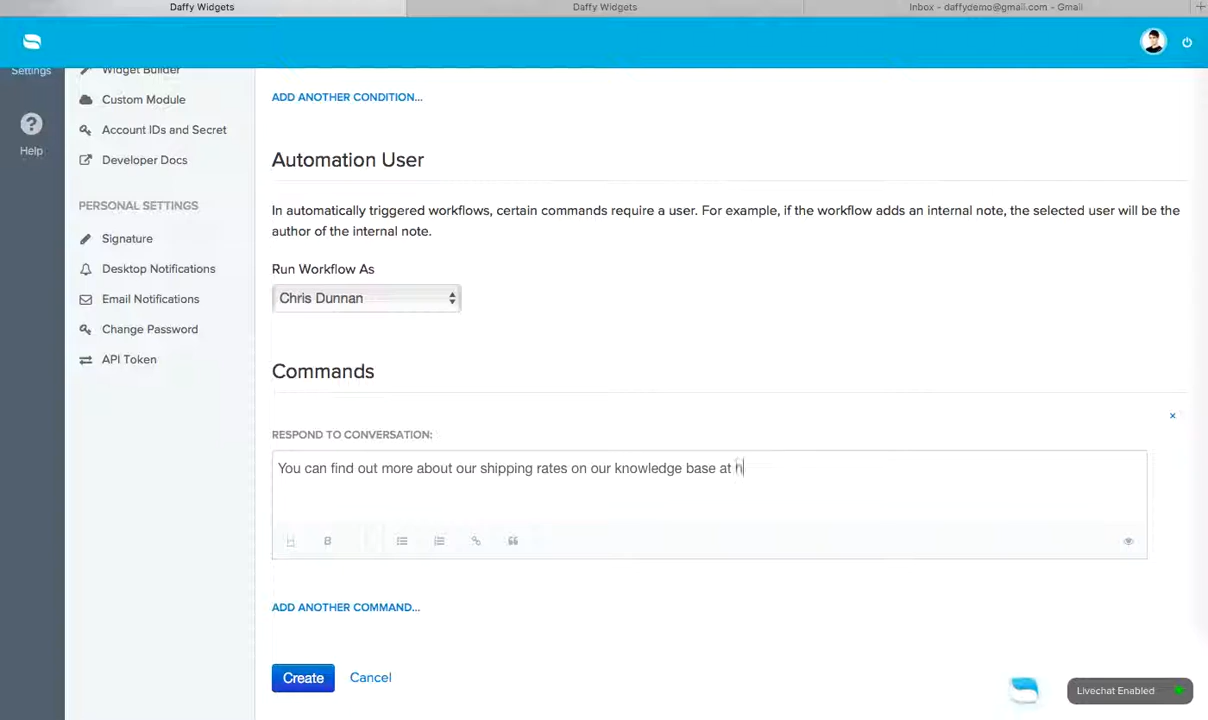 Daffy Widgets
Daffy Widgets
Inbox - daffydemo@gmail.com - Gmail
+
Settings
Help
Widget Builder
Custom Module
Account IDs and Secret
Developer Docs
PERSONAL SETTINGS
Signature
Desktop Notifications
Email Notifications
Change Password
API Token
ADD ANOTHER CONDITION...
Automation User
In automatically triggered workflows, certain commands require a user. For example, if the workflow adds an internal note, the selected user will be the
author of the internal note.
Run Workflow As
Chris Dunnan
Commands
×
RESPOND TO CONVERSATION:
You can find out more about our shipping rates on our knowledge base at h
H B
ADD ANOTHER COMMAND...
Create Cancel
Livechat Enabled